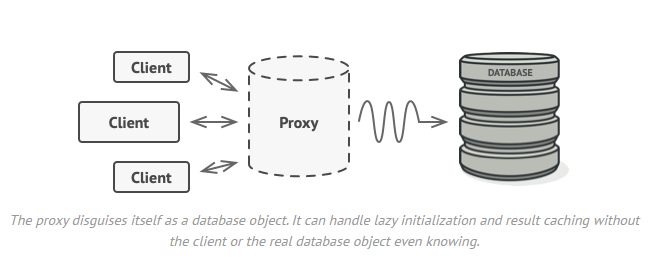 Client
Client
Client
Proxy
DATABASE
The proxy disguises itself as a database object. It can handle lazy initialization and result caching without
the client or the real database object even knowing.